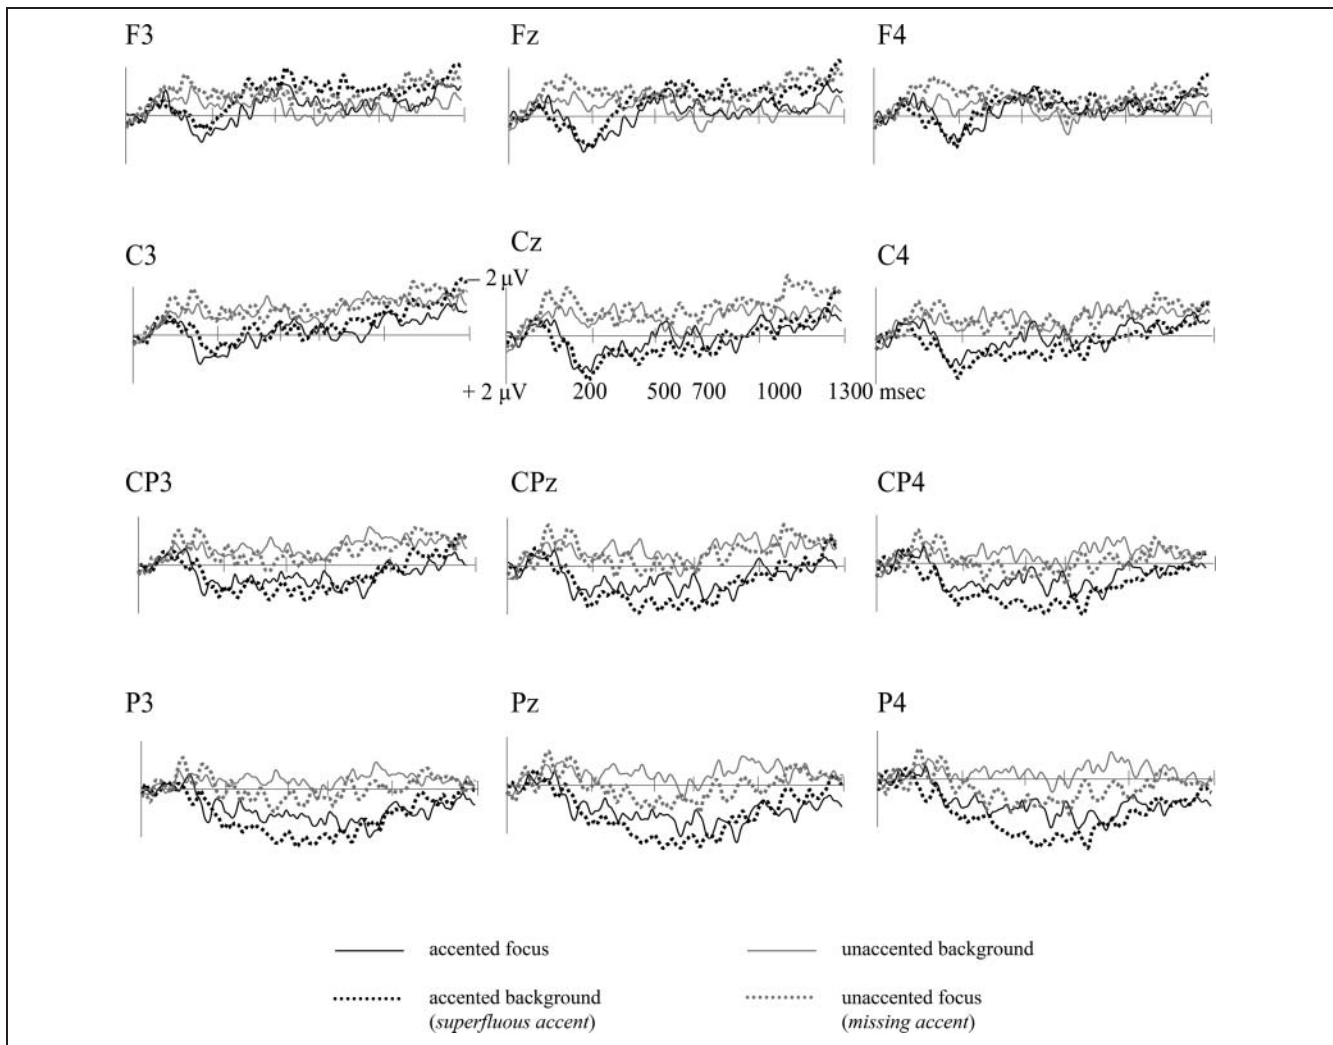 F3 Fz F4
C3 Cz C4
– 2 μV
+ 2 μV 200 500 700 1000 1300 msec
CP3 CPz CP4
P3 Pz P4
accented focus unaccented background
accented background unaccented focus
(superfluous accent) (missing accent)